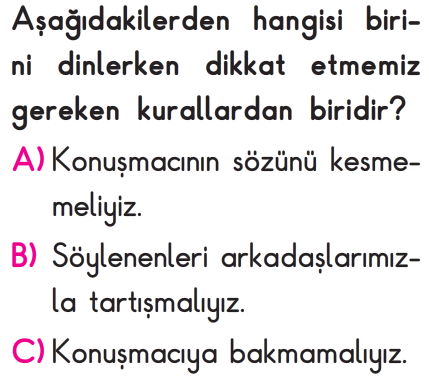 Aşağıdakilerden hangisi biri-
ni dinlerken dikkat etmemiz
gereken kurallardan biridir?
A) Konuşmacının sözünü kesme-
meliyiz.
B) Söylenenleri arkadaşlarımız-
la tartışmalıyız.
C) Konuşmacıya bakmamalıyız.